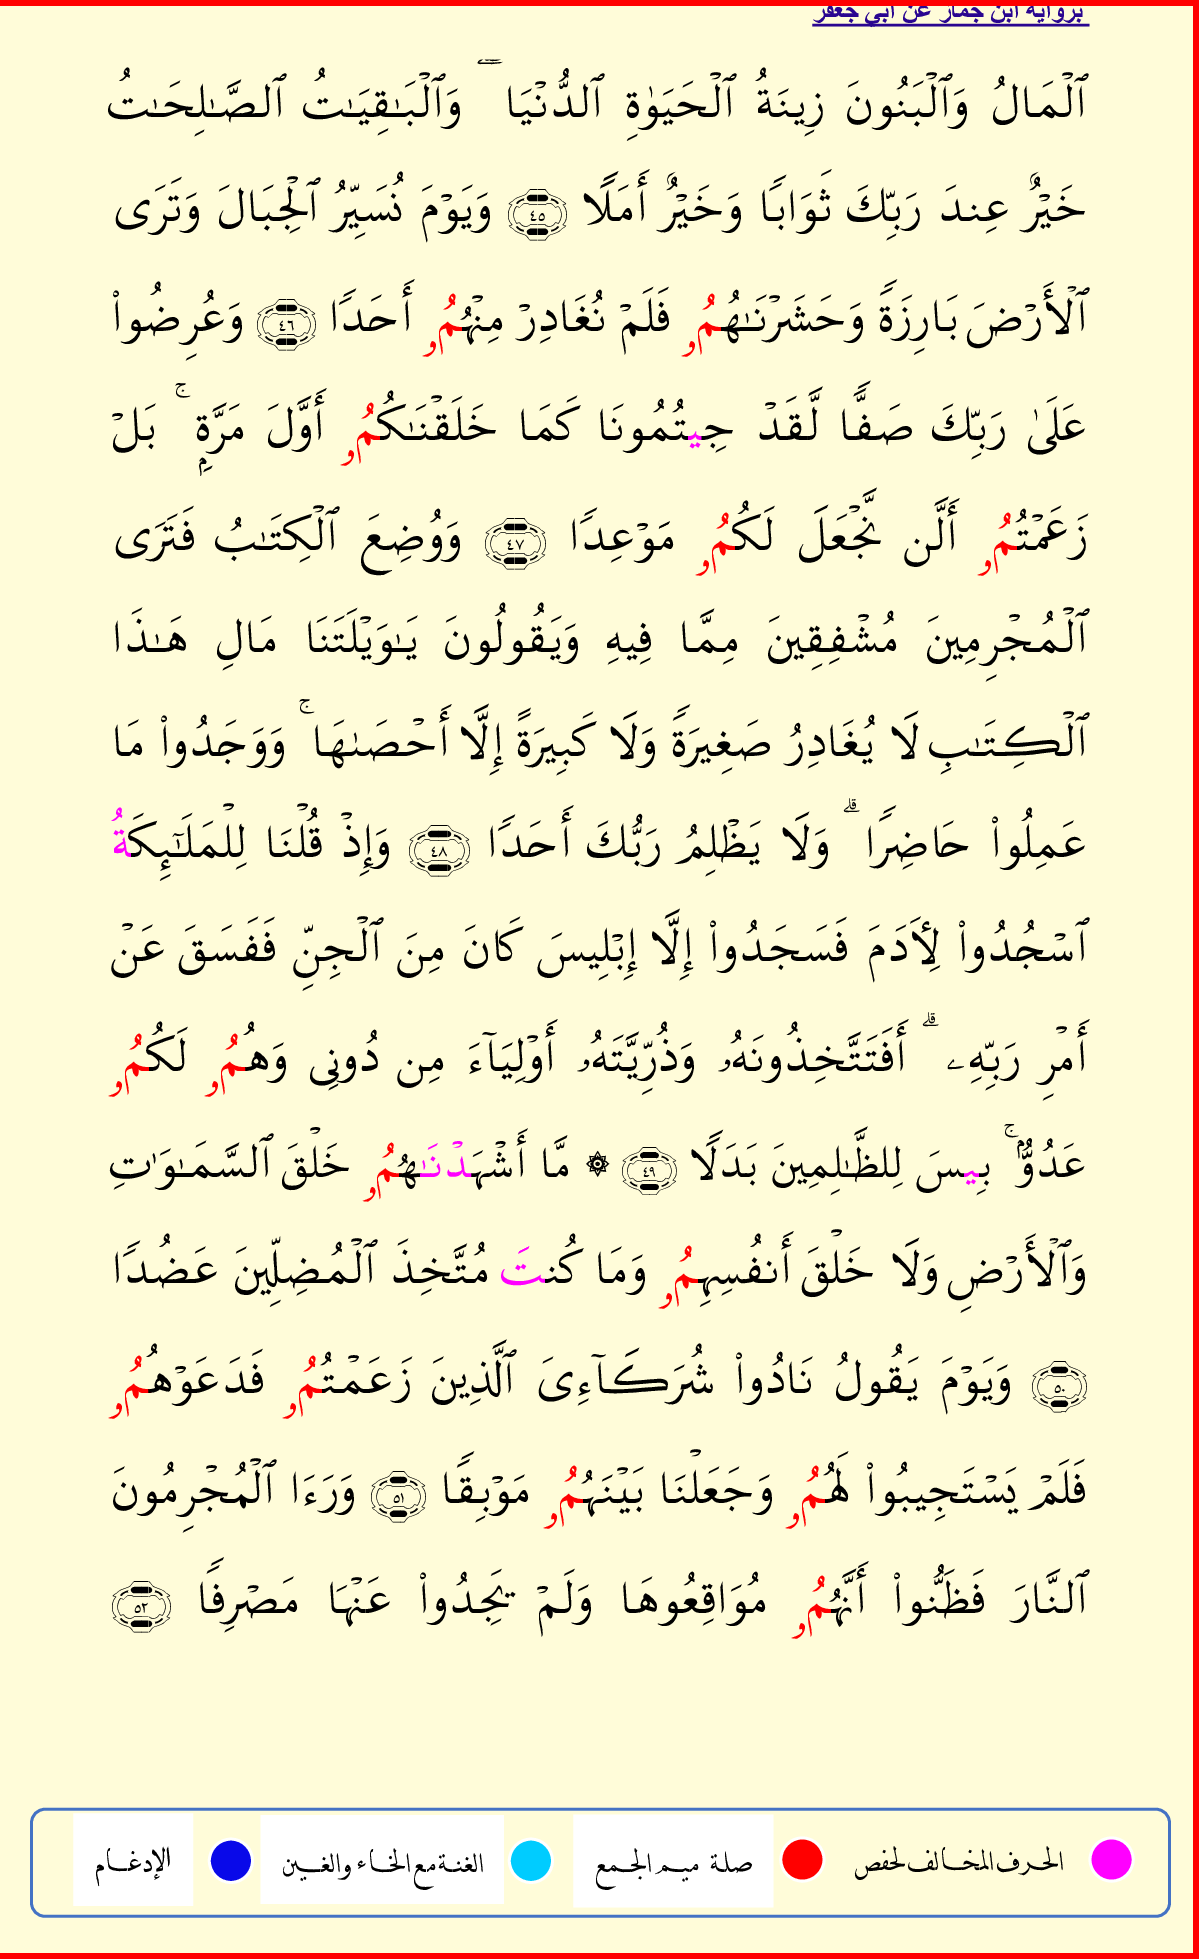 برواية ابن جماز عن أبي جعفر
ٱلۡمَالُ وَٱلۡبَنُونَ زِينَةُ ٱلۡحَيَوٰةِ ٱلدُّنۡيَاۖ وَٱلۡبَٰقِيَٰتُ ٱلصَّٰلِحَٰتُ
خَيۡرٌ عِندَ رَبِّكَ ثَوَابٗا وَخَيۡرٌ أَمَلٗا ٤٥ وَيَوۡمَ نُسَيِّرُ ٱلۡجِبَالَ وَتَرَى
ٱلۡأَرۡضَ بَارِزَةٗ وَحَشَرۡنَٰهُمُۥ فَلَمۡ نُغَادِرۡ مِنۡهُمُۥ أَحَدٗا ٤٦ وَعُرِضُواْ
عَلَىٰ رَبِّكَ صَفّٗا لَّقَدۡ جِيتُمُونَا كَمَا خَلَقۡنَٰكُمُۥ أَوَّلَ مَرَّةِۭۚ بَلۡ
زَعَمۡتُمُۥ أَلَّن نَّجۡعَلَ لَكُمُۥ مَوۡعِدٗا ٤٧ وَوُضِعَ ٱلۡكِتَٰبُ فَتَرَى
ٱلۡمُجۡرِمِينَ مُشۡفِقِينَ مِمَّا فِيهِ وَيَقُولُونَ يَٰوَيۡلَتَنَا مَالِ هَٰذَا
ٱلۡكِتَٰبِ لَا يُغَادِرُ صَغِيرَةٗ وَلَا كَبِيرَةً إِلَّا أَحۡصَىٰهَاۚ وَوَجَدُواْ مَا
عَمِلُواْ حَاضِرٗاۗ وَلَا يَظۡلِمُ رَبُّكَ أَحَدٗا ٤٨ وَإِذۡ قُلۡنَا لِلۡمَلَٰٓئِكَةُ
ٱسۡجُدُواْ لِأٓدَمَ فَسَجَدُواْ إِلَّا إِبۡلِيسَ كَانَ مِنَ ٱلۡجِنِّ فَفَسَقَ عَنۡ
أَمۡرِ رَبِّهِۦۗ أَفَتَتَّخِذُونَهُۥ وَذُرِّيَّتَهُۥ أَوۡلِيَآءَ مِن دُونِي وَهُمُۥ لَكُمُۥ
عَدُوُّۢۚ بِيسَ لِلظَّٰلِمِينَ بَدَلٗا ٤٩ ۞ مَّا أَشۡهَدۡنَٰهُمُۥ خَلۡقَ ٱلسَّمَٰوَٰتِ
وَٱلۡأَرۡضِ وَلَا خَلۡقَ أَنفُسِهِمُۥ وَمَا كُنتَ مُتَّخِذَ ٱلۡمُضِلِّينَ عَضُدٗا
٥٠ وَيَوۡمَ يَقُولُ نَادُواْ شُرَكَآءِيَ ٱلَّذِينَ زَعَمۡتُمُۥ فَدَعَوۡهُمُۥ
فَلَمۡ يَسۡتَجِيبُواْ لَهُمُۥ وَجَعَلۡنَا بَيۡنَهُمُۥ مَوۡبِقٗا ٥١ وَرَءَا ٱلۡمُجۡرِمُونَ
ٱلنَّارَ فَظَنُّواْ أَنَّهُمُۥ مُوَاقِعُوهَا وَلَمۡ يَجِدُواْ عَنۡهَا مَصۡرِفٗا ٥٢
الحرف المخالف لحفص صلة ميم الجمع الغنة مع الخاء والغين الإدغام